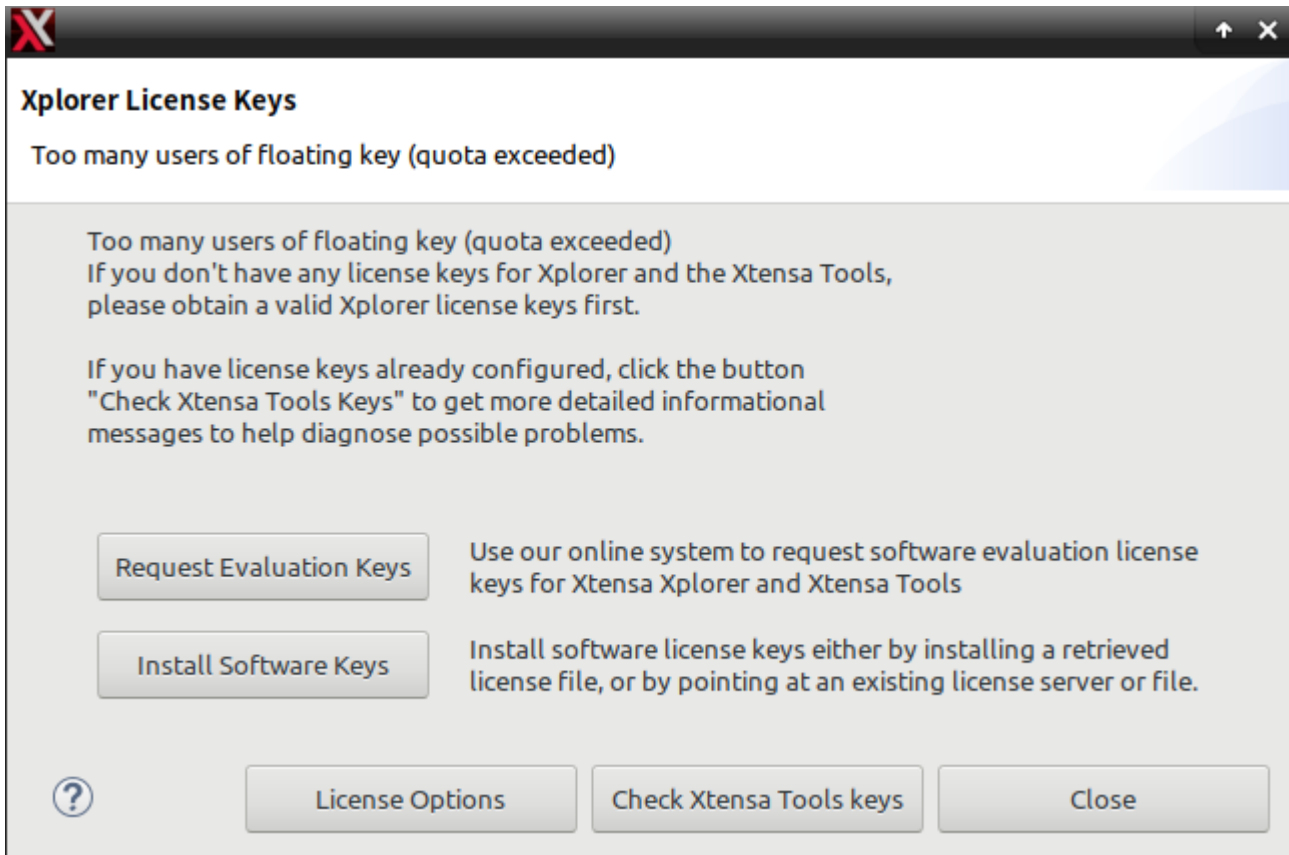 Xplorer License Keys
Too many users of floating key (quota exceeded)
Too many users of floating key (quota exceeded)
If you don't have any license keys for Xplorer and the Xtensa Tools,
please obtain a valid Xplorer license keys first.
If you have license keys already configured, click the button
"Check Xtensa Tools Keys" to get more detailed informational
messages to help diagnose possible problems.
Request Evaluation Keys
Use our online system to request software evaluation license
keys for Xtensa Xplorer and Xtensa Tools
Install Software Keys
Install software license keys either by installing a retrieved
license file, or by pointing at an existing license server or file.
? License Options Check Xtensa Tools keys Close